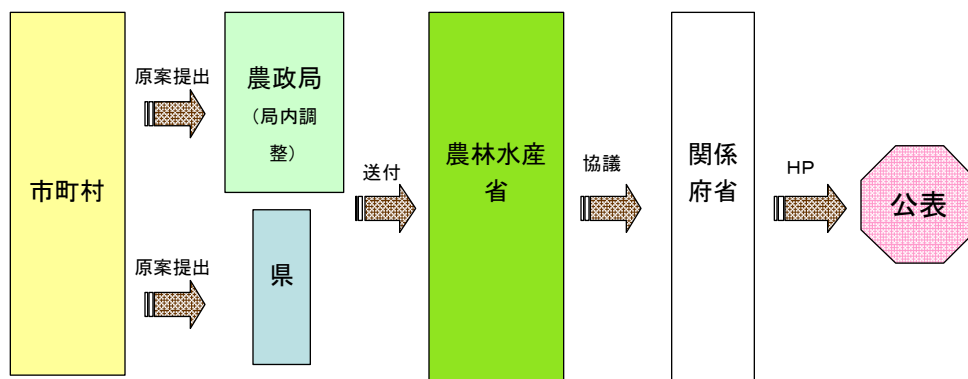 市町村
原案提出
原案提出
農政局
（局内調
整）
県
送付
農林水産
省
協議
関係
府省
HP
公表